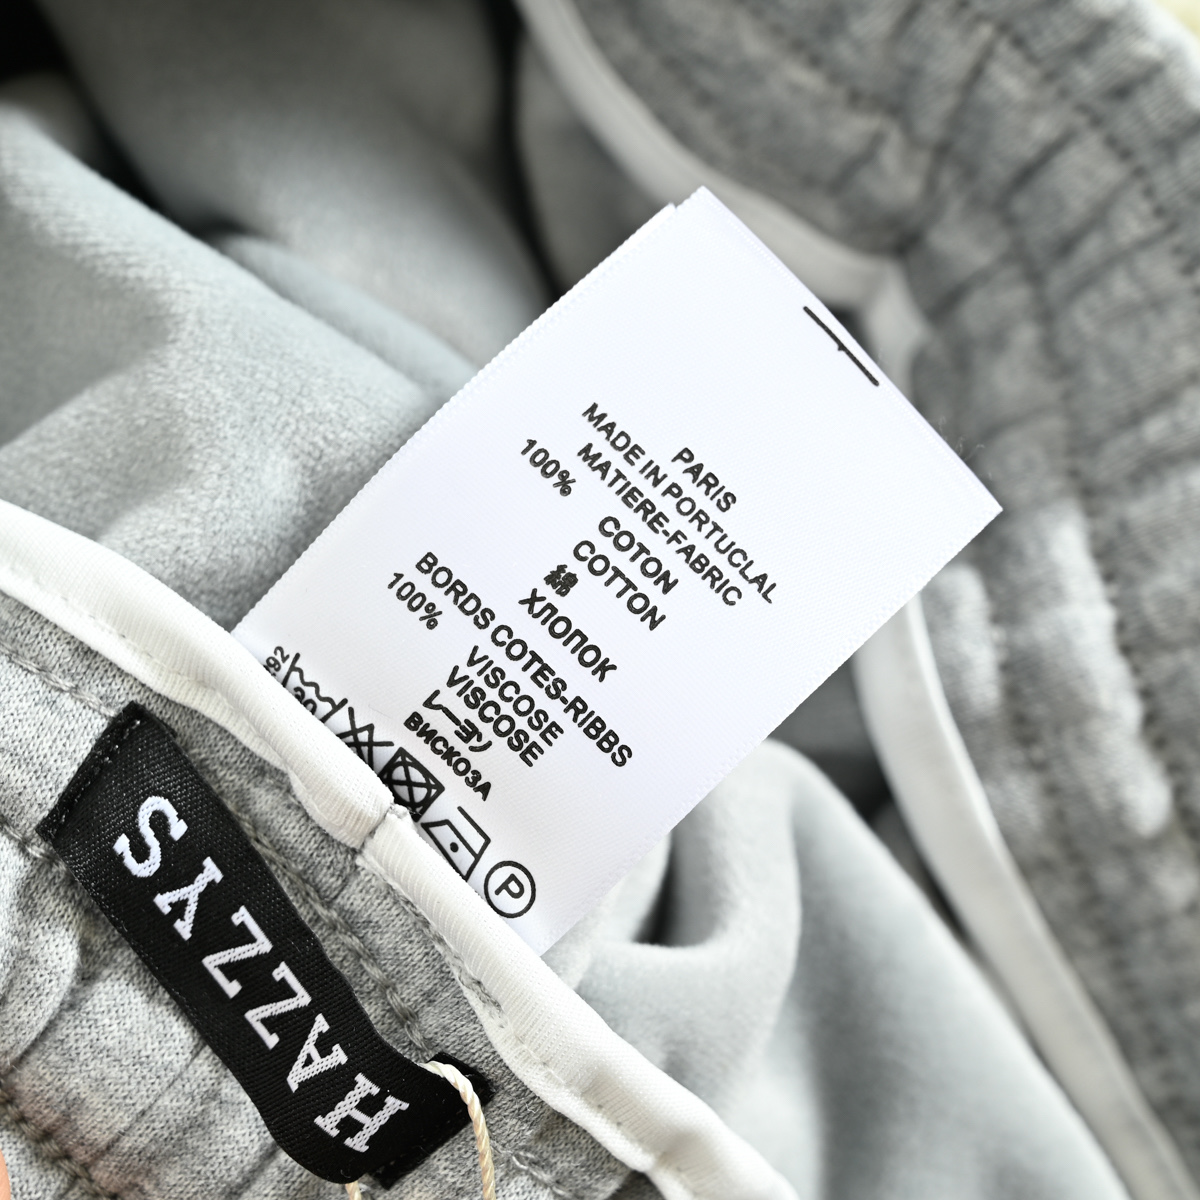 PARIS
MADE IN PORTUCLAL
MATIERE-FABRIC
100%
COTON
COTTON
綿
ХЛОПОК
BORDS COTES-RIBBS
100%
VISCOSE
VISCOSE
レーヨン
ВИСКОЗА
P
HAZZYS